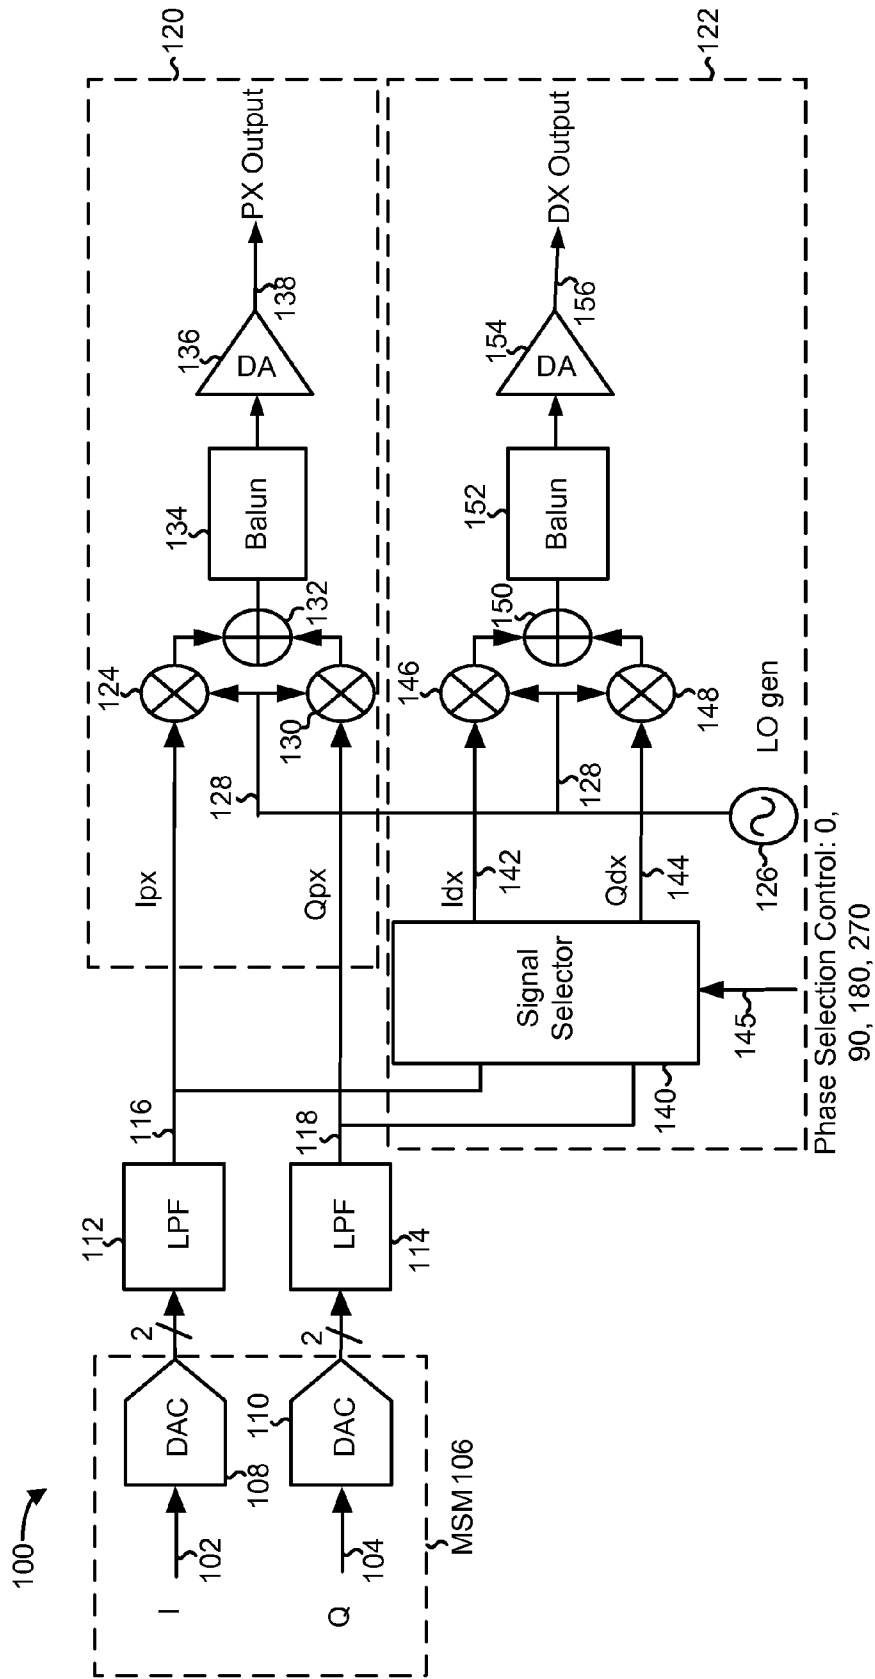 100
I
102
Q
104
MSM 106
DAC
108
DAC
110
2
2
LPF
112
LPF
114
116
118
120
Ipx
Qpx
124
128
130
132
Balun
134
DA
136
138
PX Output
122
Signal
Selector
140
145
Phase Selection Control: 0,
90, 180, 270
Idx
142
Qdx
144
126
LO gen
128
146
148
150
Balun
152
DA
154
156
DX Output